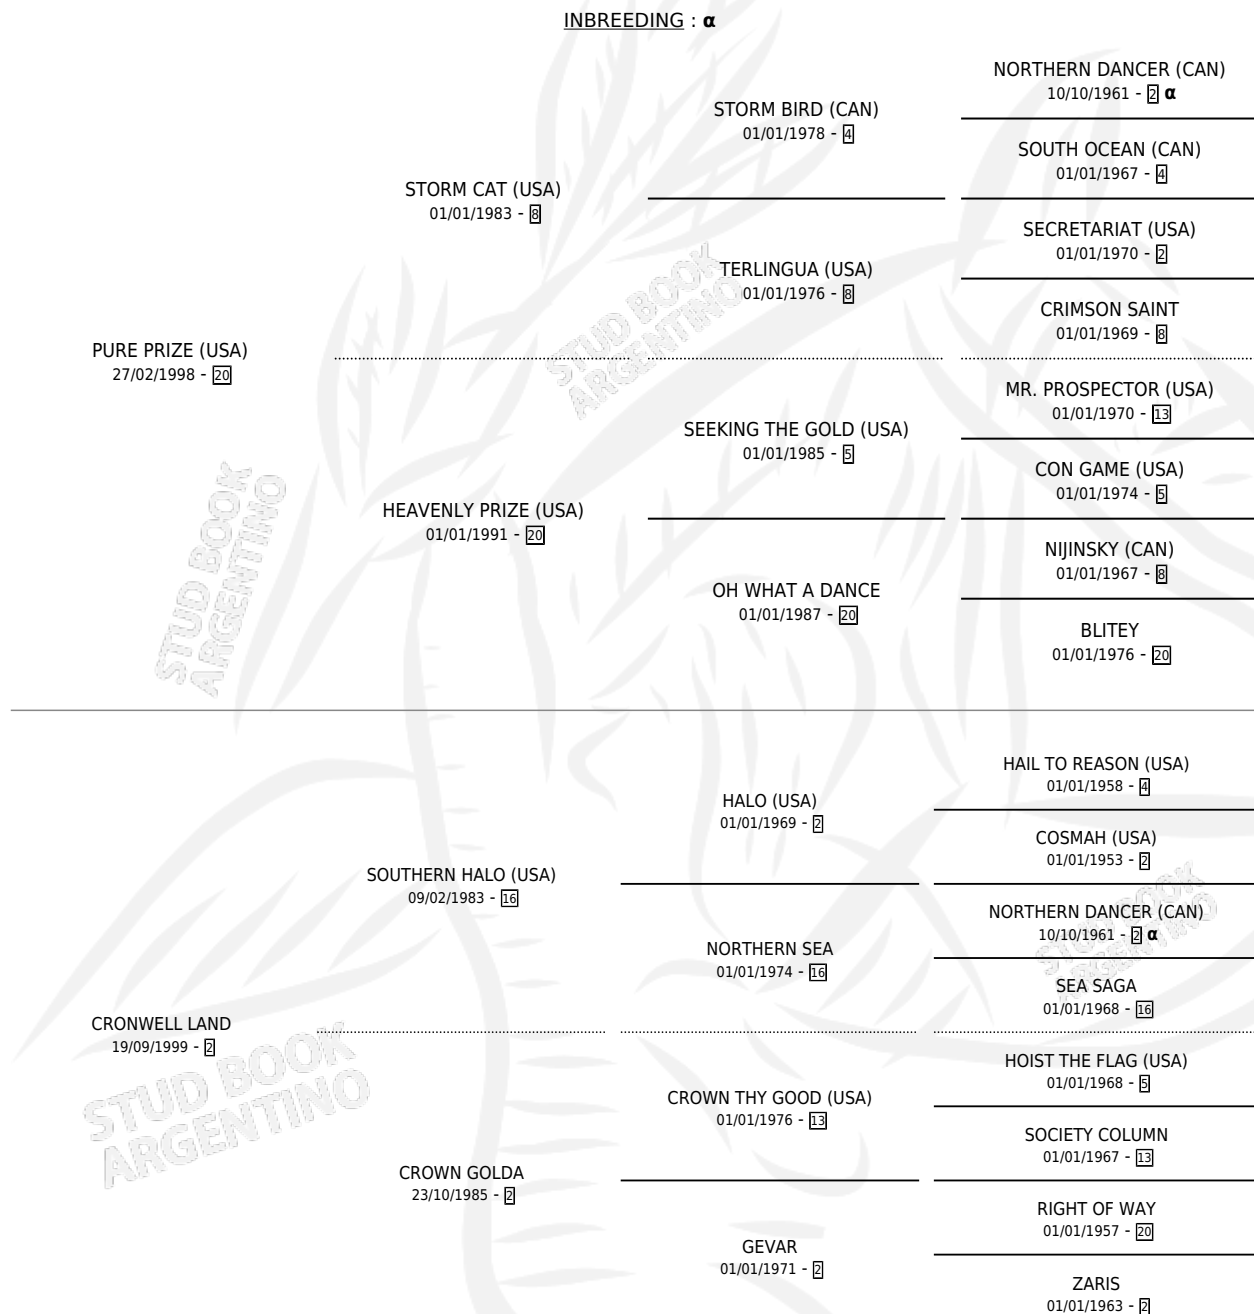 INBREEDING : α
NORTHERN DANCER (CAN)
10/10/1961 - 2 α
STORM BIRD (CAN)
01/01/1978 - 4
SOUTH OCEAN (CAN)
01/01/1967 - 4
STORM CAT (USA)
01/01/1983 - 8
SECRETARIAT (USA)
01/01/1970 - 2
TERLINGUA (USA)
01/01/1976 - 8
CRIMSON SAINT
01/01/1969 - 8
PURE PRIZE (USA)
27/02/1998 - 20
MR. PROSPECTOR (USA)
01/01/1970 - 13
SEEKING THE GOLD (USA)
01/01/1985 - 5
CON GAME (USA)
01/01/1974 - 5
HEAVENLY PRIZE (USA)
01/01/1991 - 20
NIJINSKY (CAN)
01/01/1967 - 8
OH WHAT A DANCE
01/01/1987 - 20
BLITEY
01/01/1976 - 20
HAIL TO REASON (USA)
01/01/1958 - 4
HALO (USA)
01/01/1969 - 2
COSMAH (USA)
01/01/1953 - 2
SOUTHERN HALO (USA)
09/02/1983 - 16
NORTHERN DANCER (CAN)
10/10/1961 - 2 α
NORTHERN SEA
01/01/1974 - 16
SEA SAGA
01/01/1968 - 16
CRONWELL LAND
19/09/1999 - 2
HOIST THE FLAG (USA)
01/01/1968 - 5
CROWN THY GOOD (USA)
01/01/1976 - 13
SOCIETY COLUMN
01/01/1967 - 13
CROWN GOLDA
23/10/1985 - 2
RIGHT OF WAY
01/01/1957 - 20
GEVAR
01/01/1971 - 2
ZARIS
01/01/1963 - 2
STUD BOOK
ARGENTINO
STUD BOOK
ARGENTINO
STUD BOOK
ARGENTINO
STUD BOOK
ARGENTINO